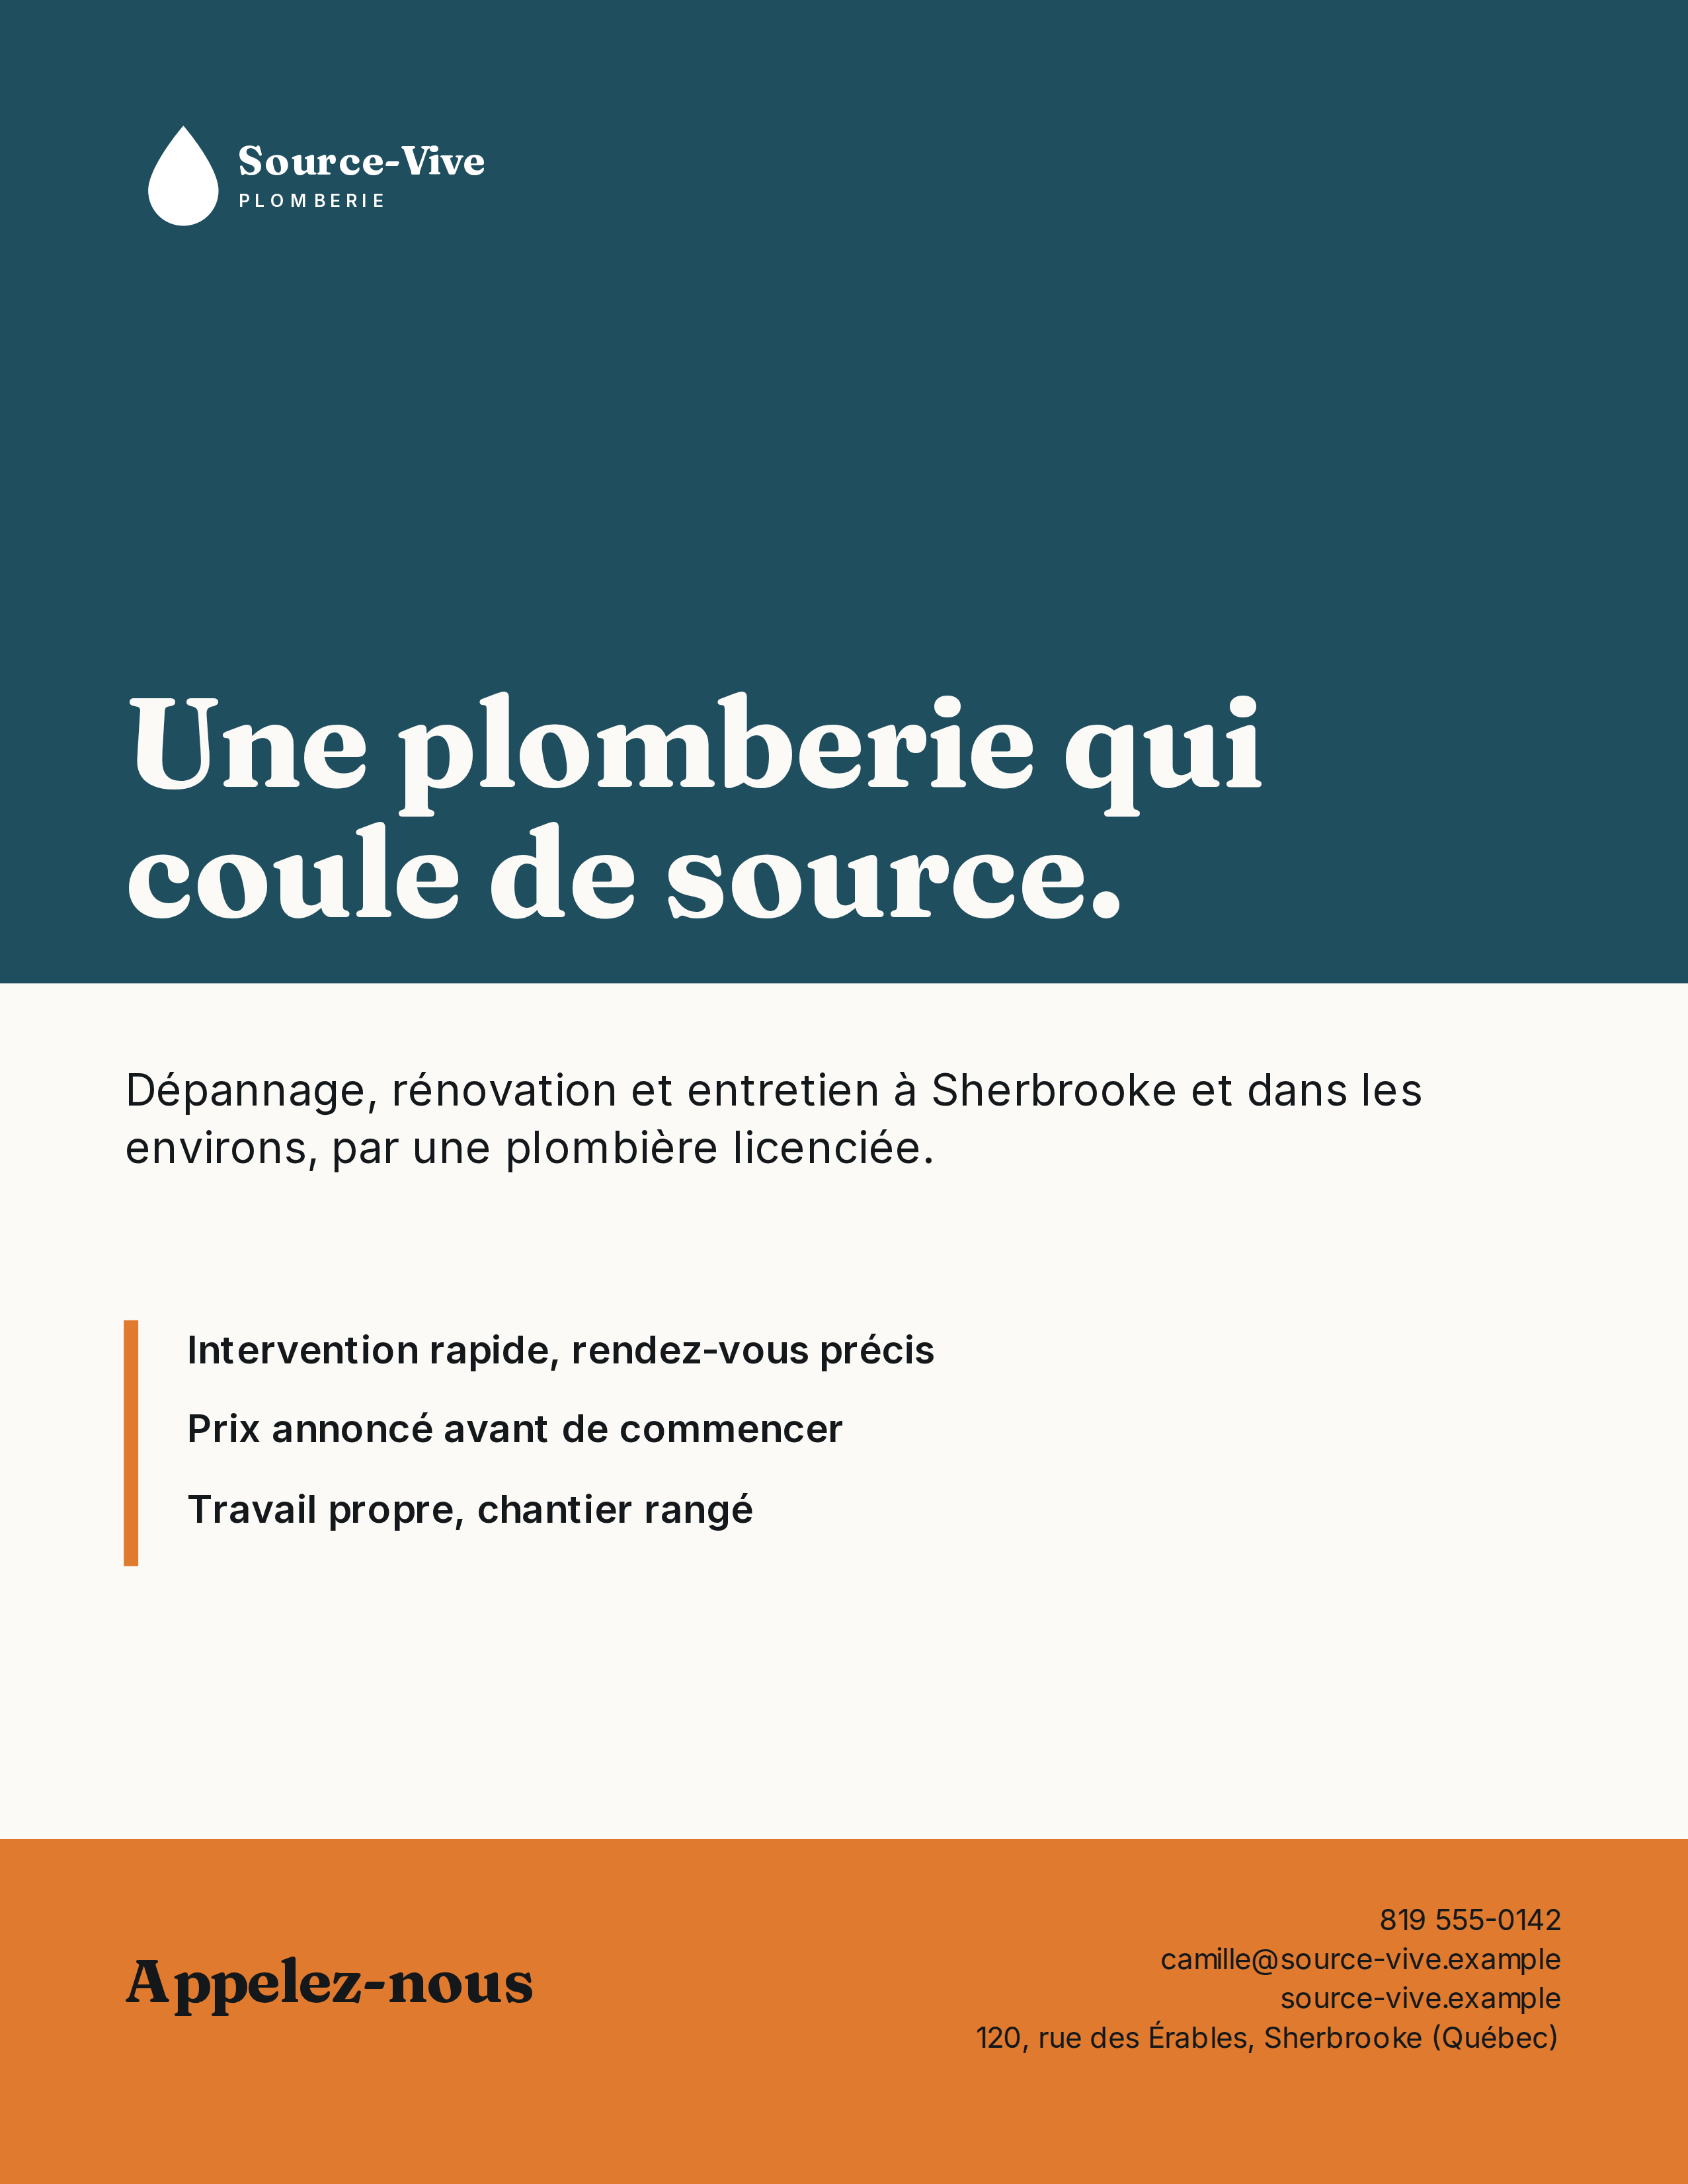 Source-Vive
PLOMBERIE
Une plomberie qui
coule de source.
Dépannage, rénovation et entretien à Sherbrooke et dans les
environs, par une plombière licenciée.
Intervention rapide, rendez-vous précis
Prix annoncé avant de commencer
Travail propre, chantier rangé
Appelez-nous
819 555-0142
camille@source-vive.example
source-vive.example
120, rue des Érables, Sherbrooke (Québec)